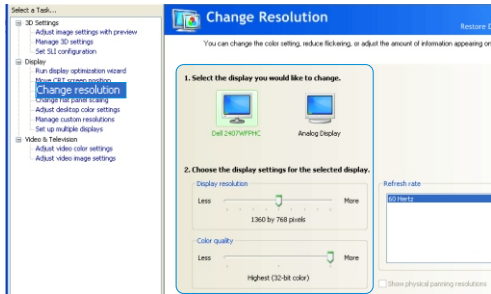 Select a Task...
3D Settings
Adjust image settings with preview
Manage 3D settings
Set SLI configuration
Display
Run display optimization wizard
Move CRT screen position
Change resolution
Change flat panel scaling
Adjust desktop color settings
Manage custom resolutions
Set up multiple displays
Video & Television
Adjust video color settings
Adjust video image settings
Change Resolution
Restore D
You can change the color setting, reduce flickering, or adjust the amount of information appearing on
1. Select the display you would like to change.
Dell 2407WFPHC
Analog Display
2. Choose the display settings for the selected display.
Display resolution
Less
More
1360 by 768 pixels
Color quality
Less
More
Highest (32-bit color)
Refresh rate
60 Hertz
Show physical panning resolutions